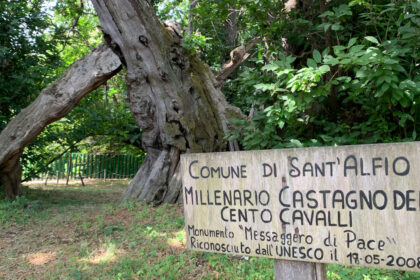 COMUNE DI SANT'ALFIO
MILLENARIO CASTAGNO DEI
CENTO CAVALLI
Monumento "Messaggero di Pace"
Riconosciuto dall'UNESCO il 17-05-200